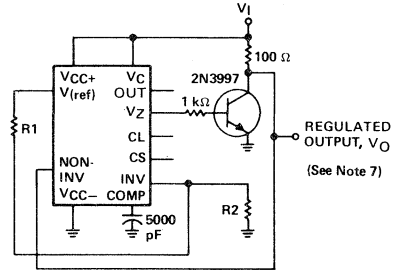 VI
100 Ω
2N3997
VCC+
VC
V(ref)
OUT
VZ
1 kΩ
R1
CL
REGULATED
OUTPUT, VO
(See Note 7)
CS
NON-
INV
INV
VCC−
COMP
R2
5000
pF